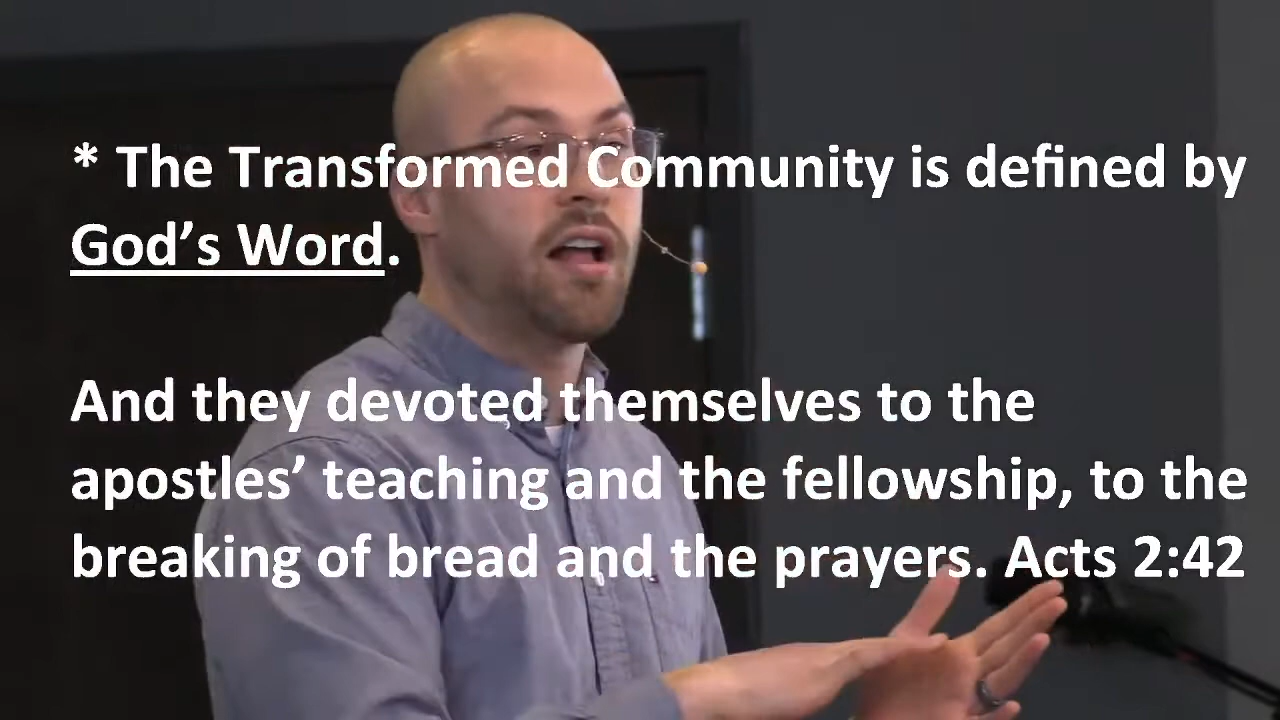 * The Transformed Community is defined by
God’s Word.
And they devoted themselves to the
apostles’ teaching and the fellowship, to the
breaking of bread and the prayers. Acts 2:42